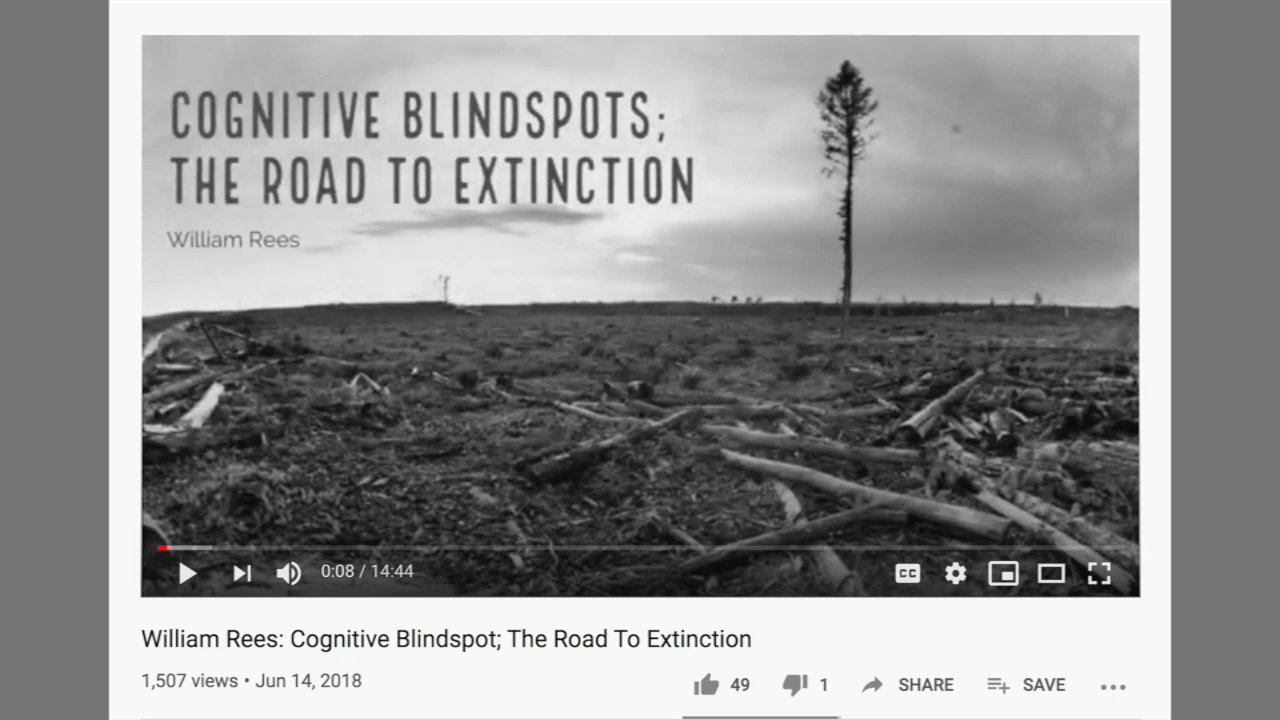 COGNITIVE BLINDSPOTS;
THE ROAD TO EXTINCTION
William Rees
0:08 / 14:44
CC
William Rees: Cognitive Blindspot; The Road To Extinction
1,507 views • Jun 14, 2018
49
1
SHARE
SAVE